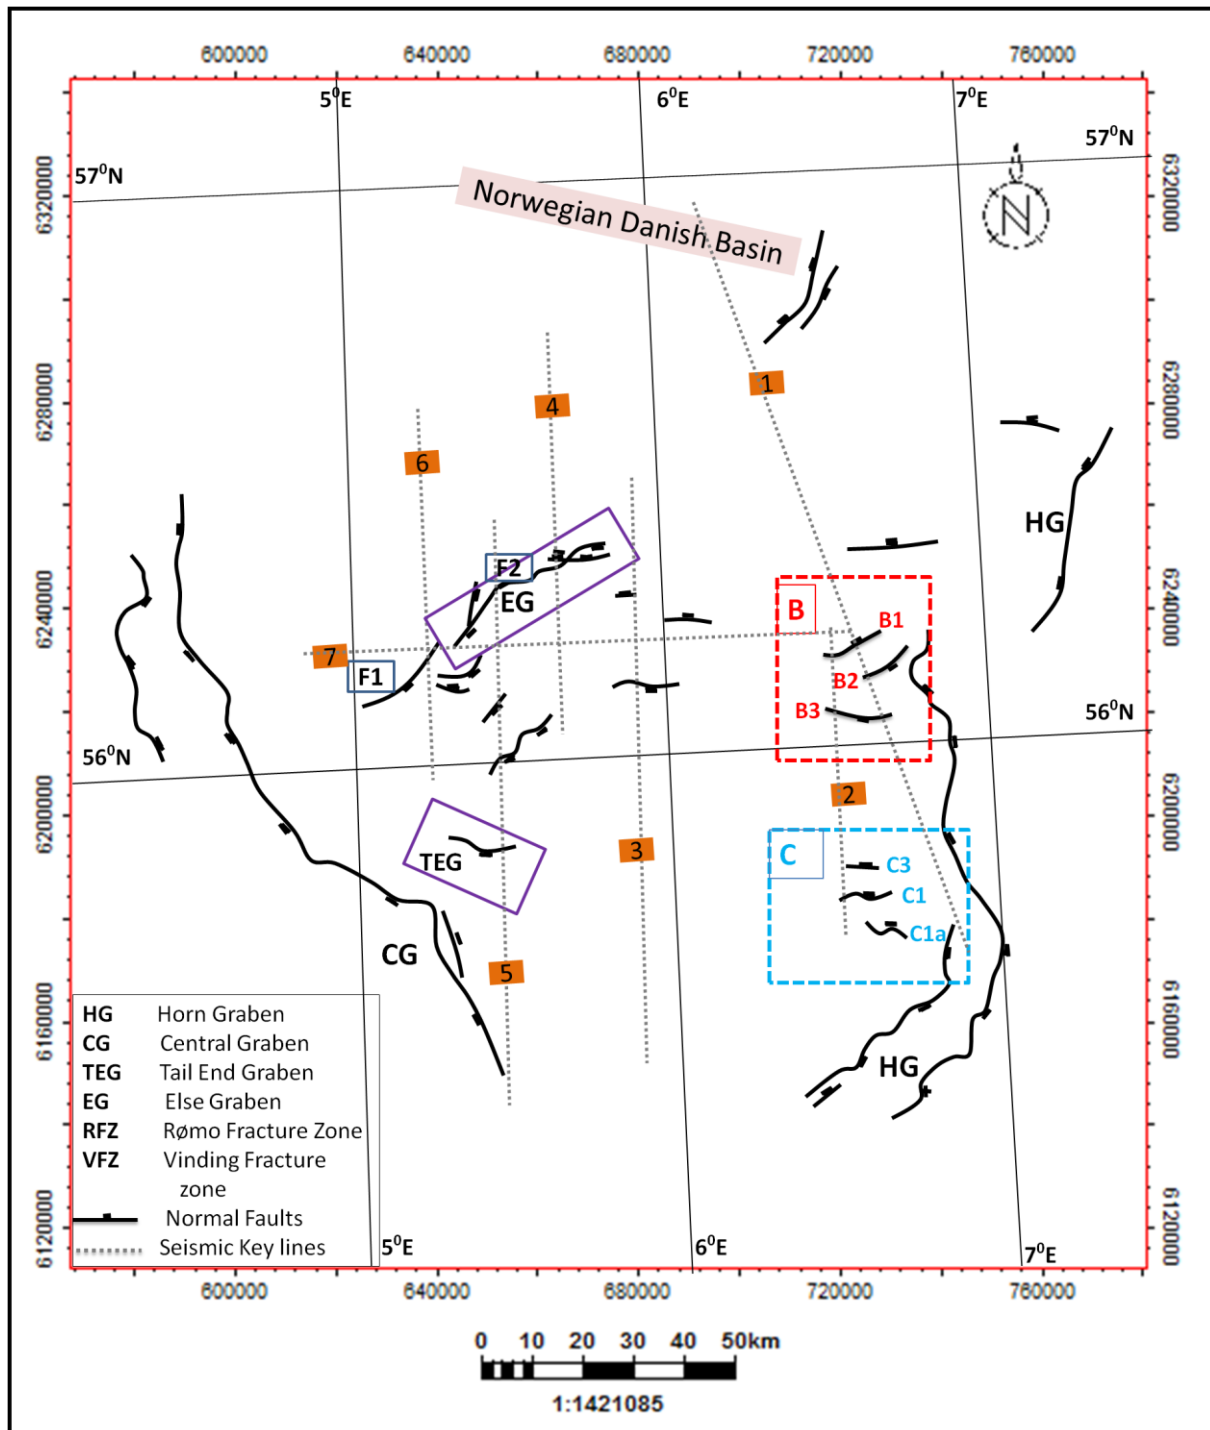 600000 640000 680000 720000 760000
5⁰E 6⁰E 7⁰E
57⁰N
57⁰N
6320000 6320000
Norwegian Danish Basin
N
1
6280000 6280000
4
6
HG
F2
EG
B
6240000 6240000
B1
7
F1
B2
B3
56⁰N
56⁰N
2
6200000 6200000
3
TEG
C
C3
C1
C1a
CG
5
HG Horn Graben
CG Central Graben
TEG Tail End Graben
EG Else Graben
RFZ Rømo Fracture Zone
VFZ Vinding Fracture
zone
Normal Faults
Seismic Key lines
6160000 6160000
HG
6120000 6120000
5⁰E 6⁰E 7⁰E
600000 640000 680000 720000 760000
0 10 20 30 40 50km
1:1421085